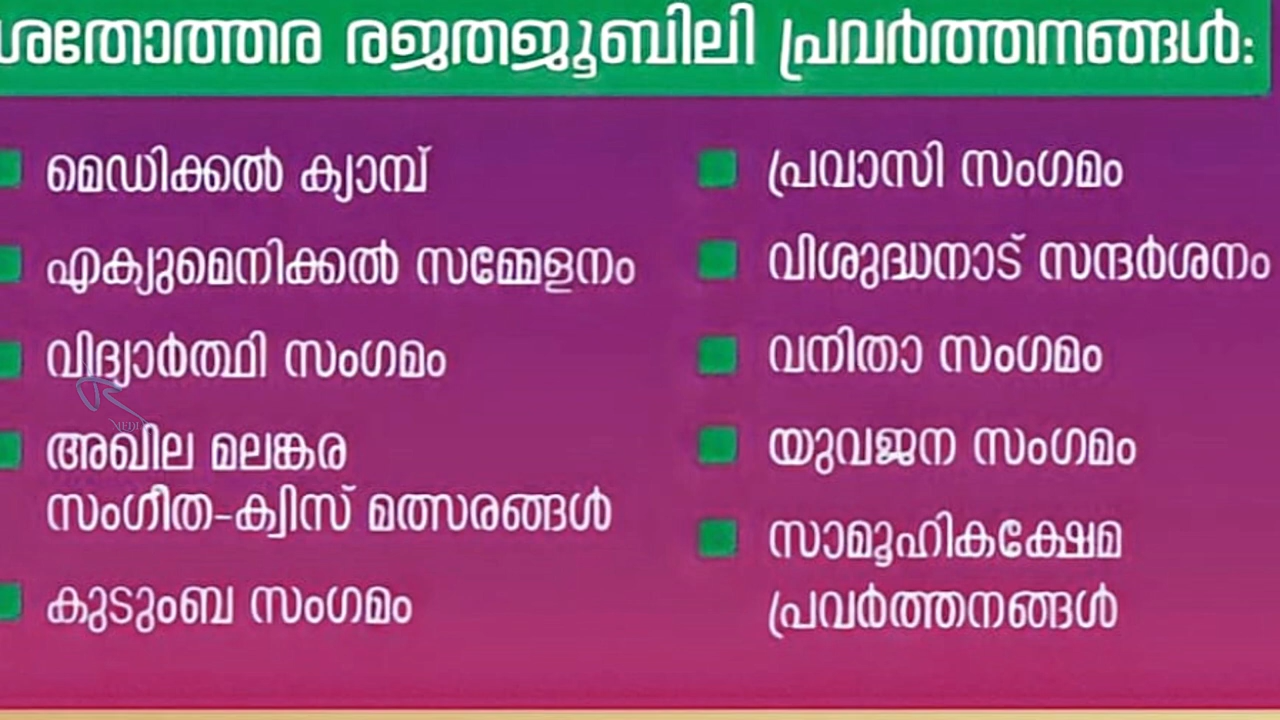 ശതോത്തര രജതജൂബിലി പ്രവർത്തനങ്ങൾ:
മെഡിക്കൽ ക്യാമ്പ്
എക്യുമെനിക്കൽ സമ്മേളനം
വിദ്യാർത്ഥി സംഗമം
അഖില മലങ്കര
സംഗീത-ക്വിസ് മത്സരങ്ങൾ
കുടുംബ സംഗമം
പ്രവാസി സംഗമം
വിശുദ്ധനാട് സന്ദർശനം
വനിതാ സംഗമം
യുവജന സംഗമം
സാമൂഹികക്ഷേമ
പ്രവർത്തനങ്ങൾ